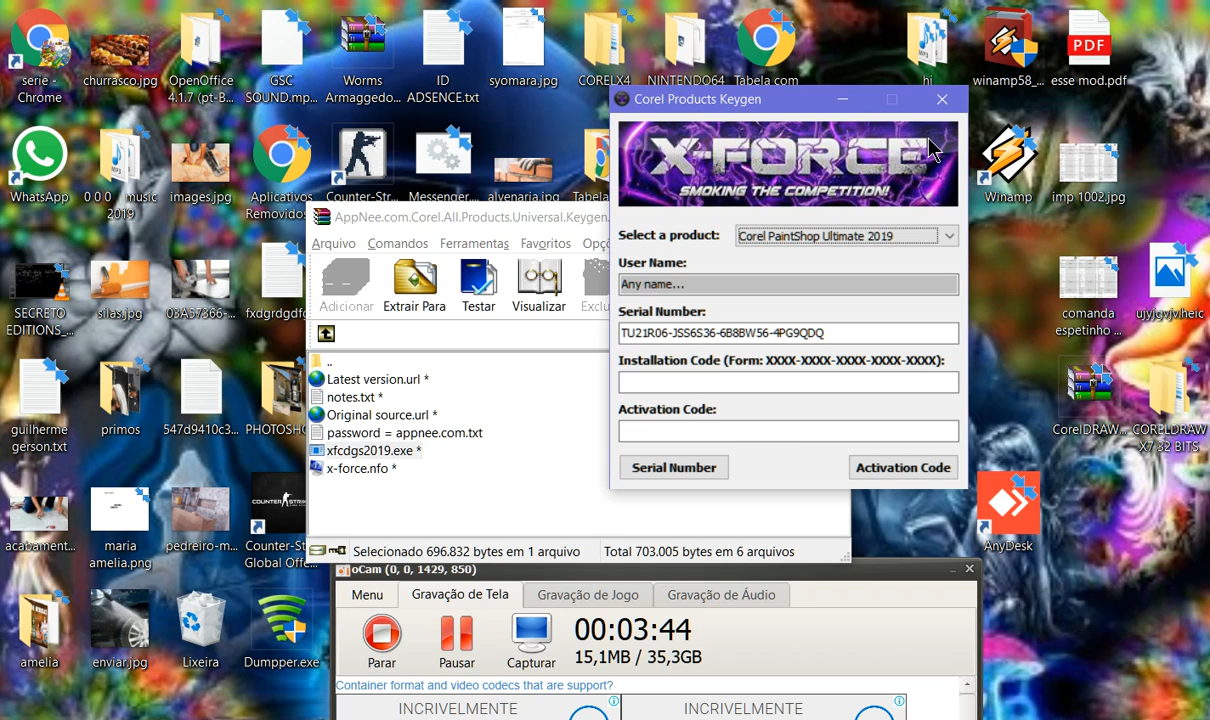 serie - Chrome
churrasco.jpg
OpenOffice 4.1.7 (pt-B...
GSC SOUND.mp...
Worms Armaggedo...
ID ADSENCE.txt
syomara.jpg
CORELX4
NINTENDO64
Tabela com
hi
winamp58_...
esse mod.pdf
PDF
WhatsApp
0 0 0 music 2019
images.jpg
Aplicativos Removidos
Counter-Str...
Messenger...
alvenaria.jpg
Tabela
Winamp
imp 1002.jpg
SECRETO EDITIONS_...
silas.jpg
03A57366-...
fxdgrdgdf
comanda espetinho ...
ujyjgvjvlheic
guilherme gerson.txt
primos
547d9410c3...
PHOTOSHO
CorelDRAW...
CORELDRAW X7 32 BITS
acabament...
maria amelia.png
pedreiro-m...
COUNTER STRIKE
Counter-Str Global Offe...
AnyDesk
amelia
enviar.jpg
Lixeira
Dumpper.exe
AppNee.com.Corel.All.Products.Universal.Keygen.
Arquivo Comandos Ferramentas Favoritos Opçõ
Adicionar Extrair Para Testar Visualizar Exclu
..
Latest version.url *
notes.txt *
Original source.url *
password = appnee.com.txt
xfcdgs2019.exe *
x-force.nfo *
Selecionado 696.832 bytes em 1 arquivo Total 703.005 bytes em 6 arquivos
Corel Products Keygen
X-FORCE
SMOKING THE COMPETITION!
Select a product: Corel PaintShop Ultimate 2019
User Name:
Any name...
Serial Number:
TU21R06-JSS6S36-6B8BW56-4PG9QDQ
Installation Code (Form: XXXX-XXXX-XXXX-XXXX-XXXX):
Activation Code:
Serial Number Activation Code
oCam (0, 0, 1429, 850)
Menu Gravação de Tela Gravação de Jogo Gravação de Áudio
Parar Pausar Capturar
00:03:44
15,1MB / 35,3GB
Container format and video codecs that are support?
INCRIVELMENTE INCRIVELMENTE